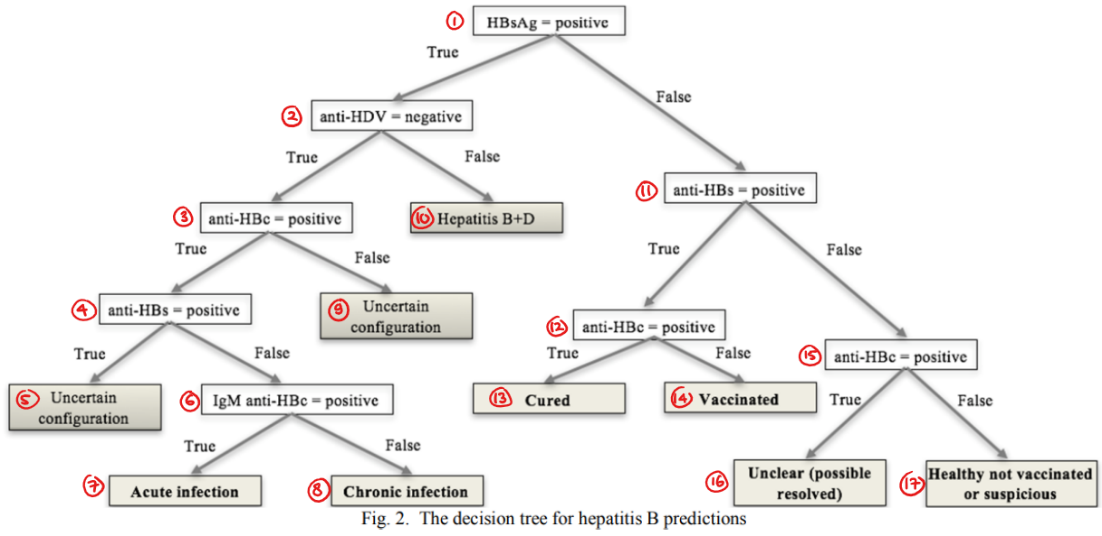 ① HBsAg = positive
True
False
② anti-HDV = negative
True
False
⑪ anti-HBs = positive
③ anti-HBc = positive
⑩ Hepatitis B+D
True
False
True
False
④ anti-HBs = positive
⑨ Uncertain
configuration
⑫ anti-HBc = positive
True
False
True
False
⑮ anti-HBc = positive
⑤ Uncertain
configuration
⑥ IgM anti-HBc = positive
⑬ Cured
⑭ Vaccinated
True
False
True
False
⑦ Acute infection
⑧ Chronic infection
⑯ Unclear (possible
resolved)
⑰ Healthy not vaccinated
or suspicious
Fig. 2. The decision tree for hepatitis B predictions